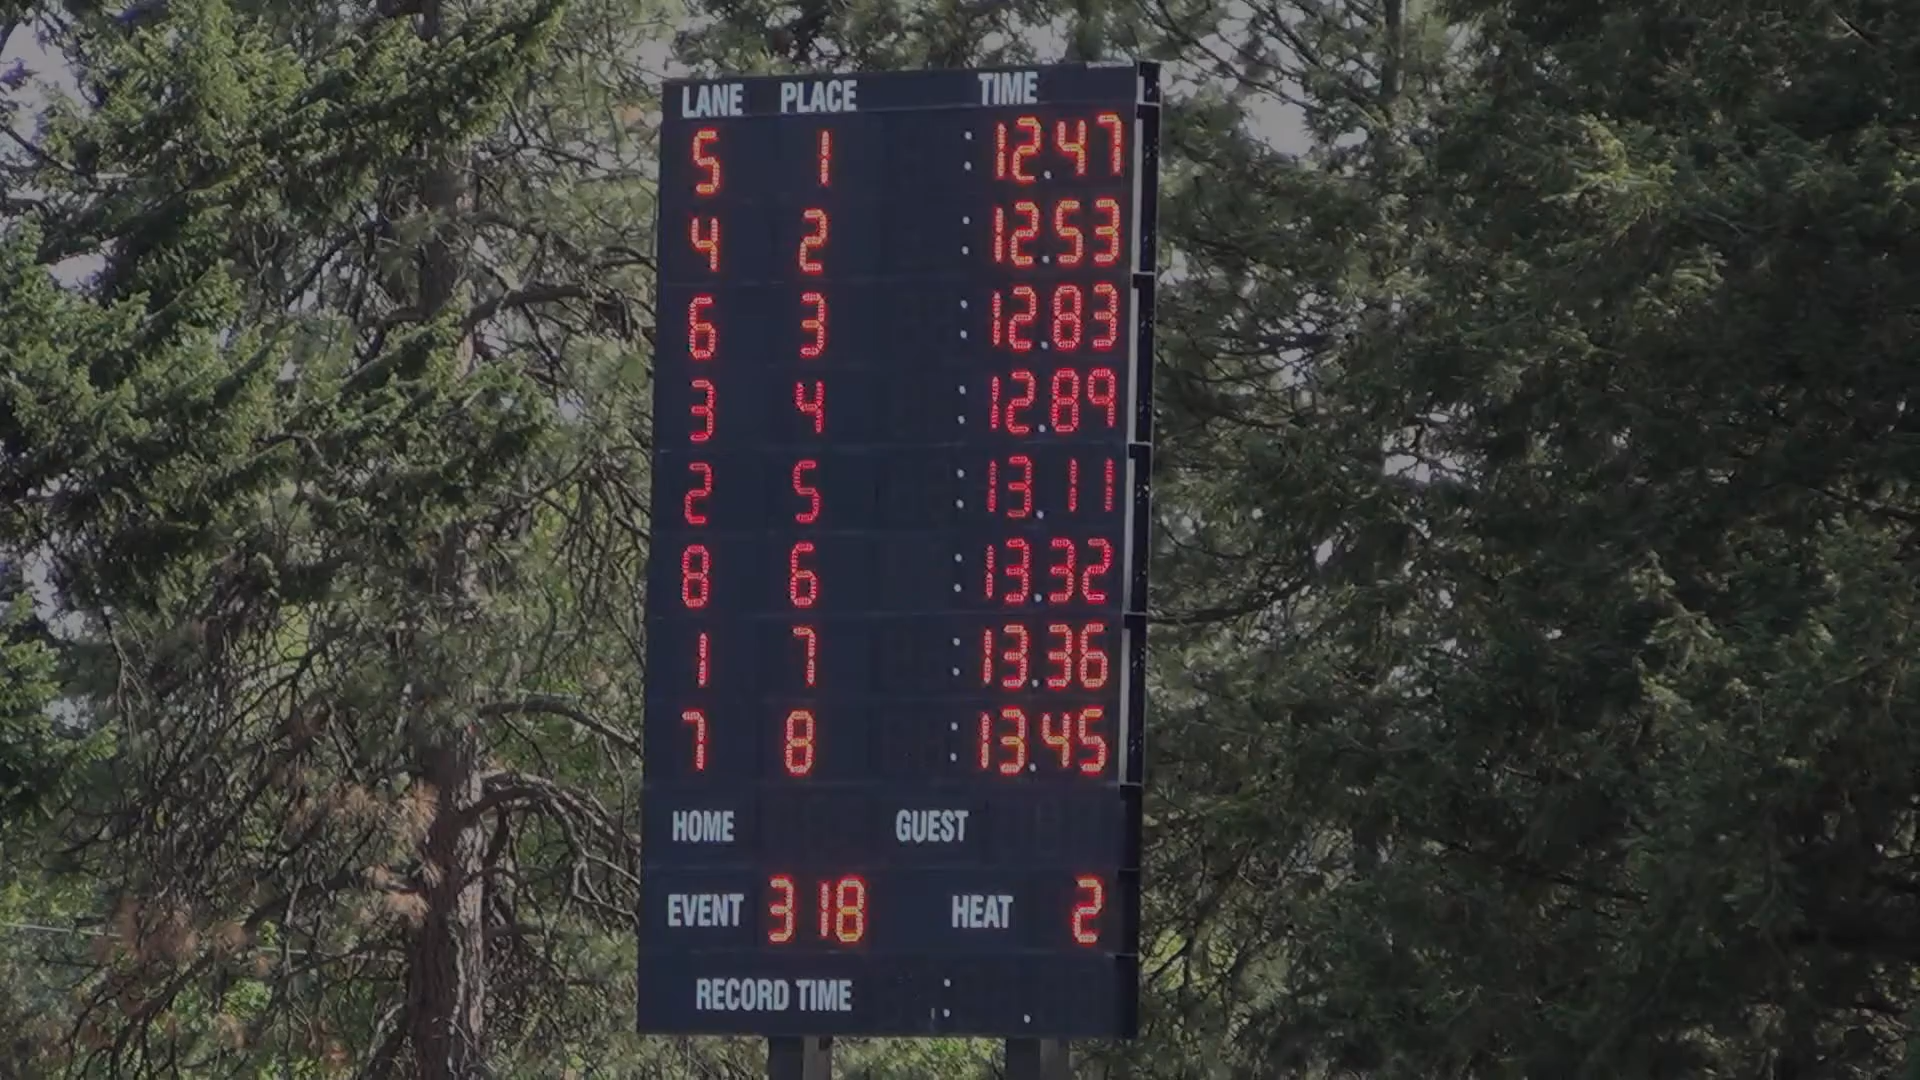 LANE PLACE TIME
5 1 :12.47
4 2 :12.53
6 3 :12.83
3 4 :12.89
2 5 :13.11
8 6 :13.32
1 7 :13.36
7 8 :13.45
HOME GUEST
EVENT 318 HEAT 2
RECORD TIME : .